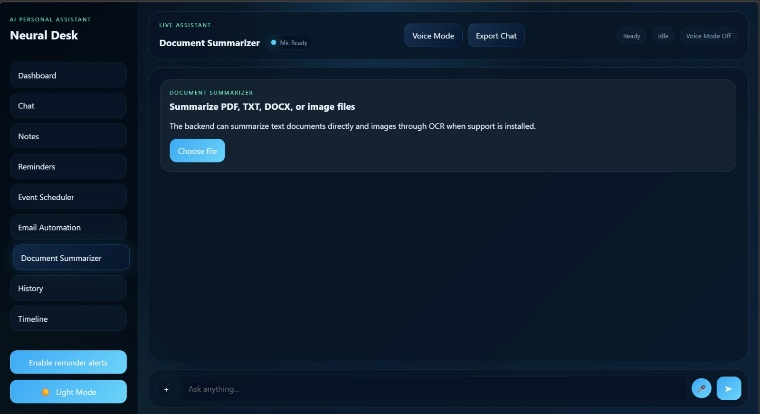 AI PERSONAL ASSISTANT
Neural Desk
Dashboard
Chat
Notes
Reminders
Event Scheduler
Email Automation
Document Summarizer
History
Timeline
Enable reminder alerts
Light Mode
LIVE ASSISTANT
Document Summarizer
Mic Ready
Voice Mode
Export Chat
Ready
Idle
Voice Mode Off
DOCUMENT SUMMARIZER
Summarize PDF, TXT, DOCX, or image files
The backend can summarize text documents directly and images through OCR when support is installed.
Choose file
+
Ask anything...